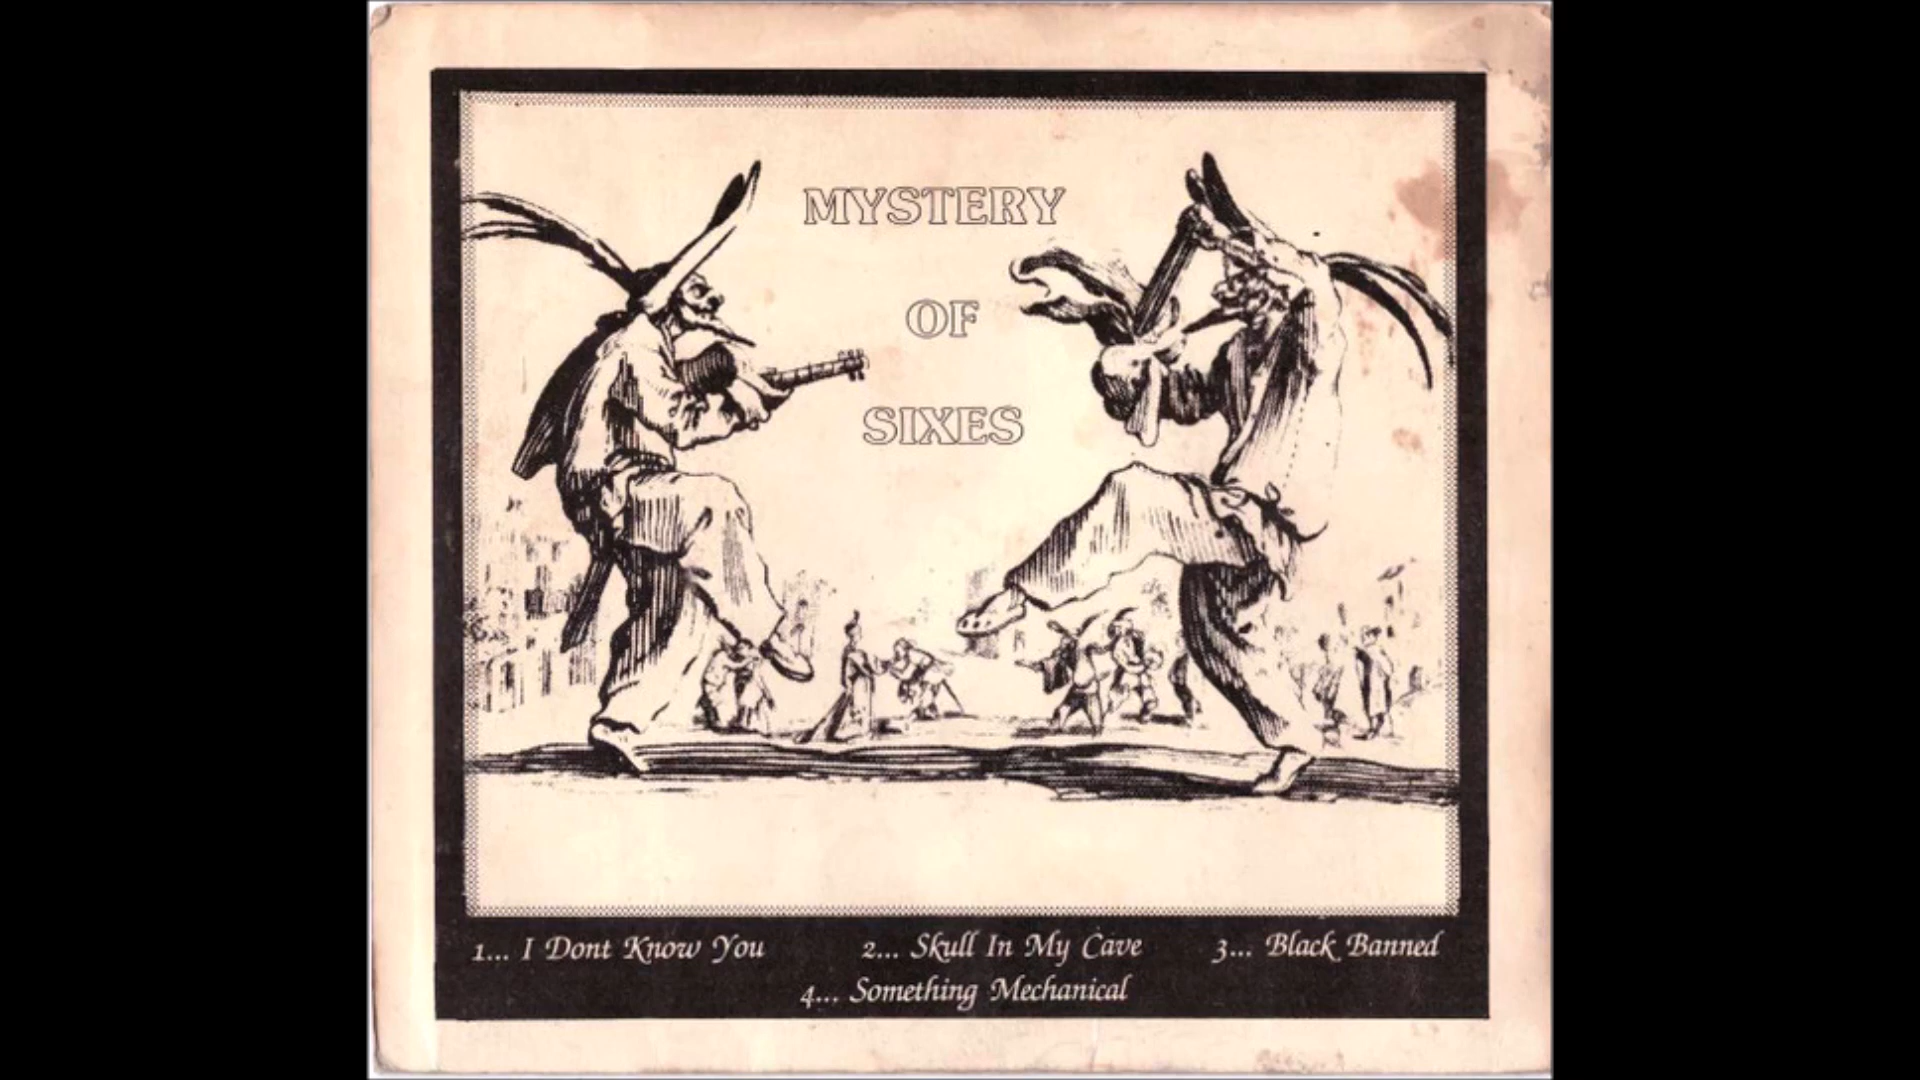 MYSTERY
OF
SIXES
1... I Dont Know You 2... Skull In My Cave 3... Black Banned
4... Something Mechanical